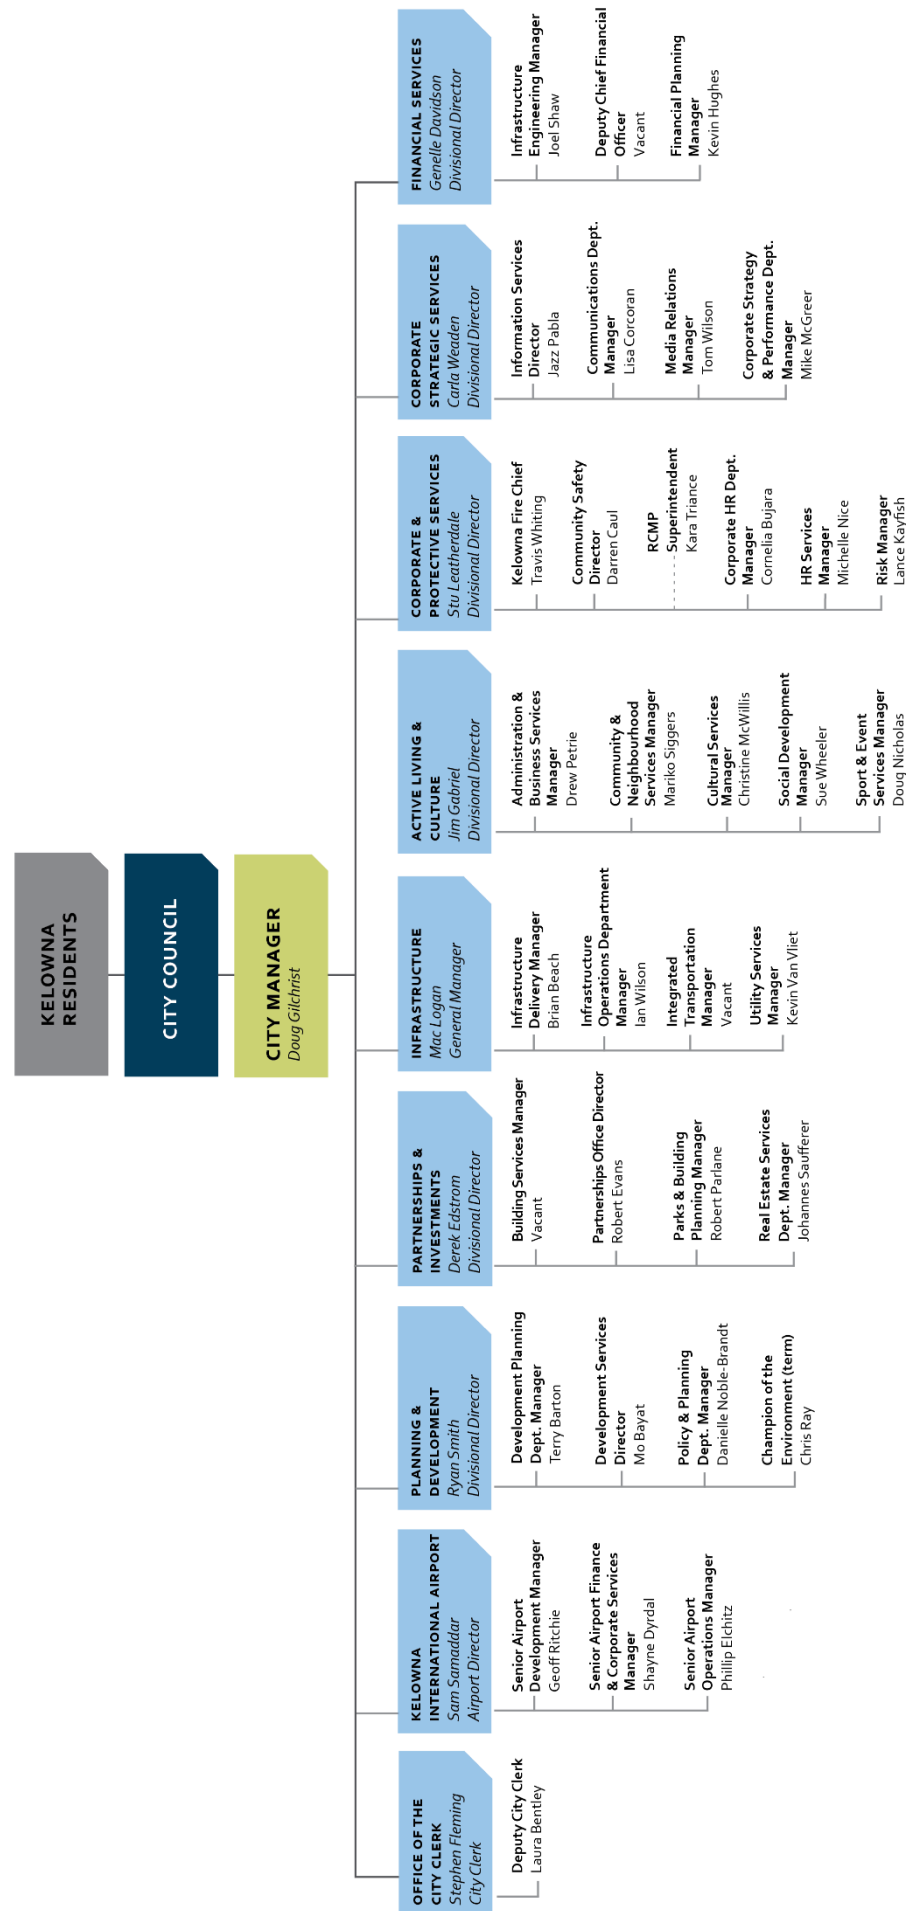 KELOWNA
RESIDENTS
CITY COUNCIL
CITY MANAGER
Doug Gilchrist
OFFICE OF THE
CITY CLERK
Stephen Fleming
City Clerk
Deputy City Clerk
Laura Bentley
KELOWNA
INTERNATIONAL AIRPORT
Sam Samaddar
Airport Director
Senior Airport
Development Manager
Geoff Ritchie
Senior Airport Finance
& Corporate Services
Manager
Shayne Dyrdal
Senior Airport
Operations Manager
Phillip Elchitz
PLANNING &
DEVELOPMENT
Ryan Smith
Divisional Director
Development Planning
Dept. Manager
Terry Barton
Development Services
Director
Mo Bayat
Policy & Planning
Dept. Manager
Danielle Noble-Brandt
Champion of the
Environment (term)
Chris Ray
PARTNERSHIPS &
INVESTMENTS
Derek Edstrom
Divisional Director
Building Services Manager
Vacant
Partnerships Office Director
Robert Evans
Parks & Building
Planning Manager
Robert Parlane
Real Estate Services
Dept. Manager
Johannes Saufferer
INFRASTRUCTURE
Mac Logan
General Manager
Infrastructure
Delivery Manager
Brian Beach
Infrastructure
Operations Department
Manager
Ian Wilson
Integrated
Transportation
Manager
Vacant
Utility Services
Manager
Kevin Van Vliet
ACTIVE LIVING &
CULTURE
Jim Gabriel
Divisional Director
Administration &
Business Services
Manager
Drew Petrie
Community &
Neighbourhood
Services Manager
Mariko Siggers
Cultural Services
Manager
Christine McWillis
Social Development
Manager
Sue Wheeler
Sport & Event
Services Manager
Doug Nicholas
CORPORATE &
PROTECTIVE SERVICES
Stu Leatherdale
Divisional Director
Kelowna Fire Chief
Travis Whiting
Community Safety
Director
Darren Caul
RCMP
Superintendent
Kara Triance
Corporate HR Dept.
Manager
Cornelia Bujara
HR Services
Manager
Michelle Nice
Risk Manager
Lance Kayfish
CORPORATE
STRATEGIC SERVICES
Carla Weaden
Divisional Director
Information Services
Director
Jazz Pabla
Communications Dept.
Manager
Lisa Corcoran
Media Relations
Manager
Tom Wilson
Corporate Strategy
& Performance Dept.
Manager
Mike McGreer
FINANCIAL SERVICES
Genelle Davidson
Divisional Director
Infrastructure
Engineering Manager
Joel Shaw
Deputy Chief Financial
Officer
Vacant
Financial Planning
Manager
Kevin Hughes